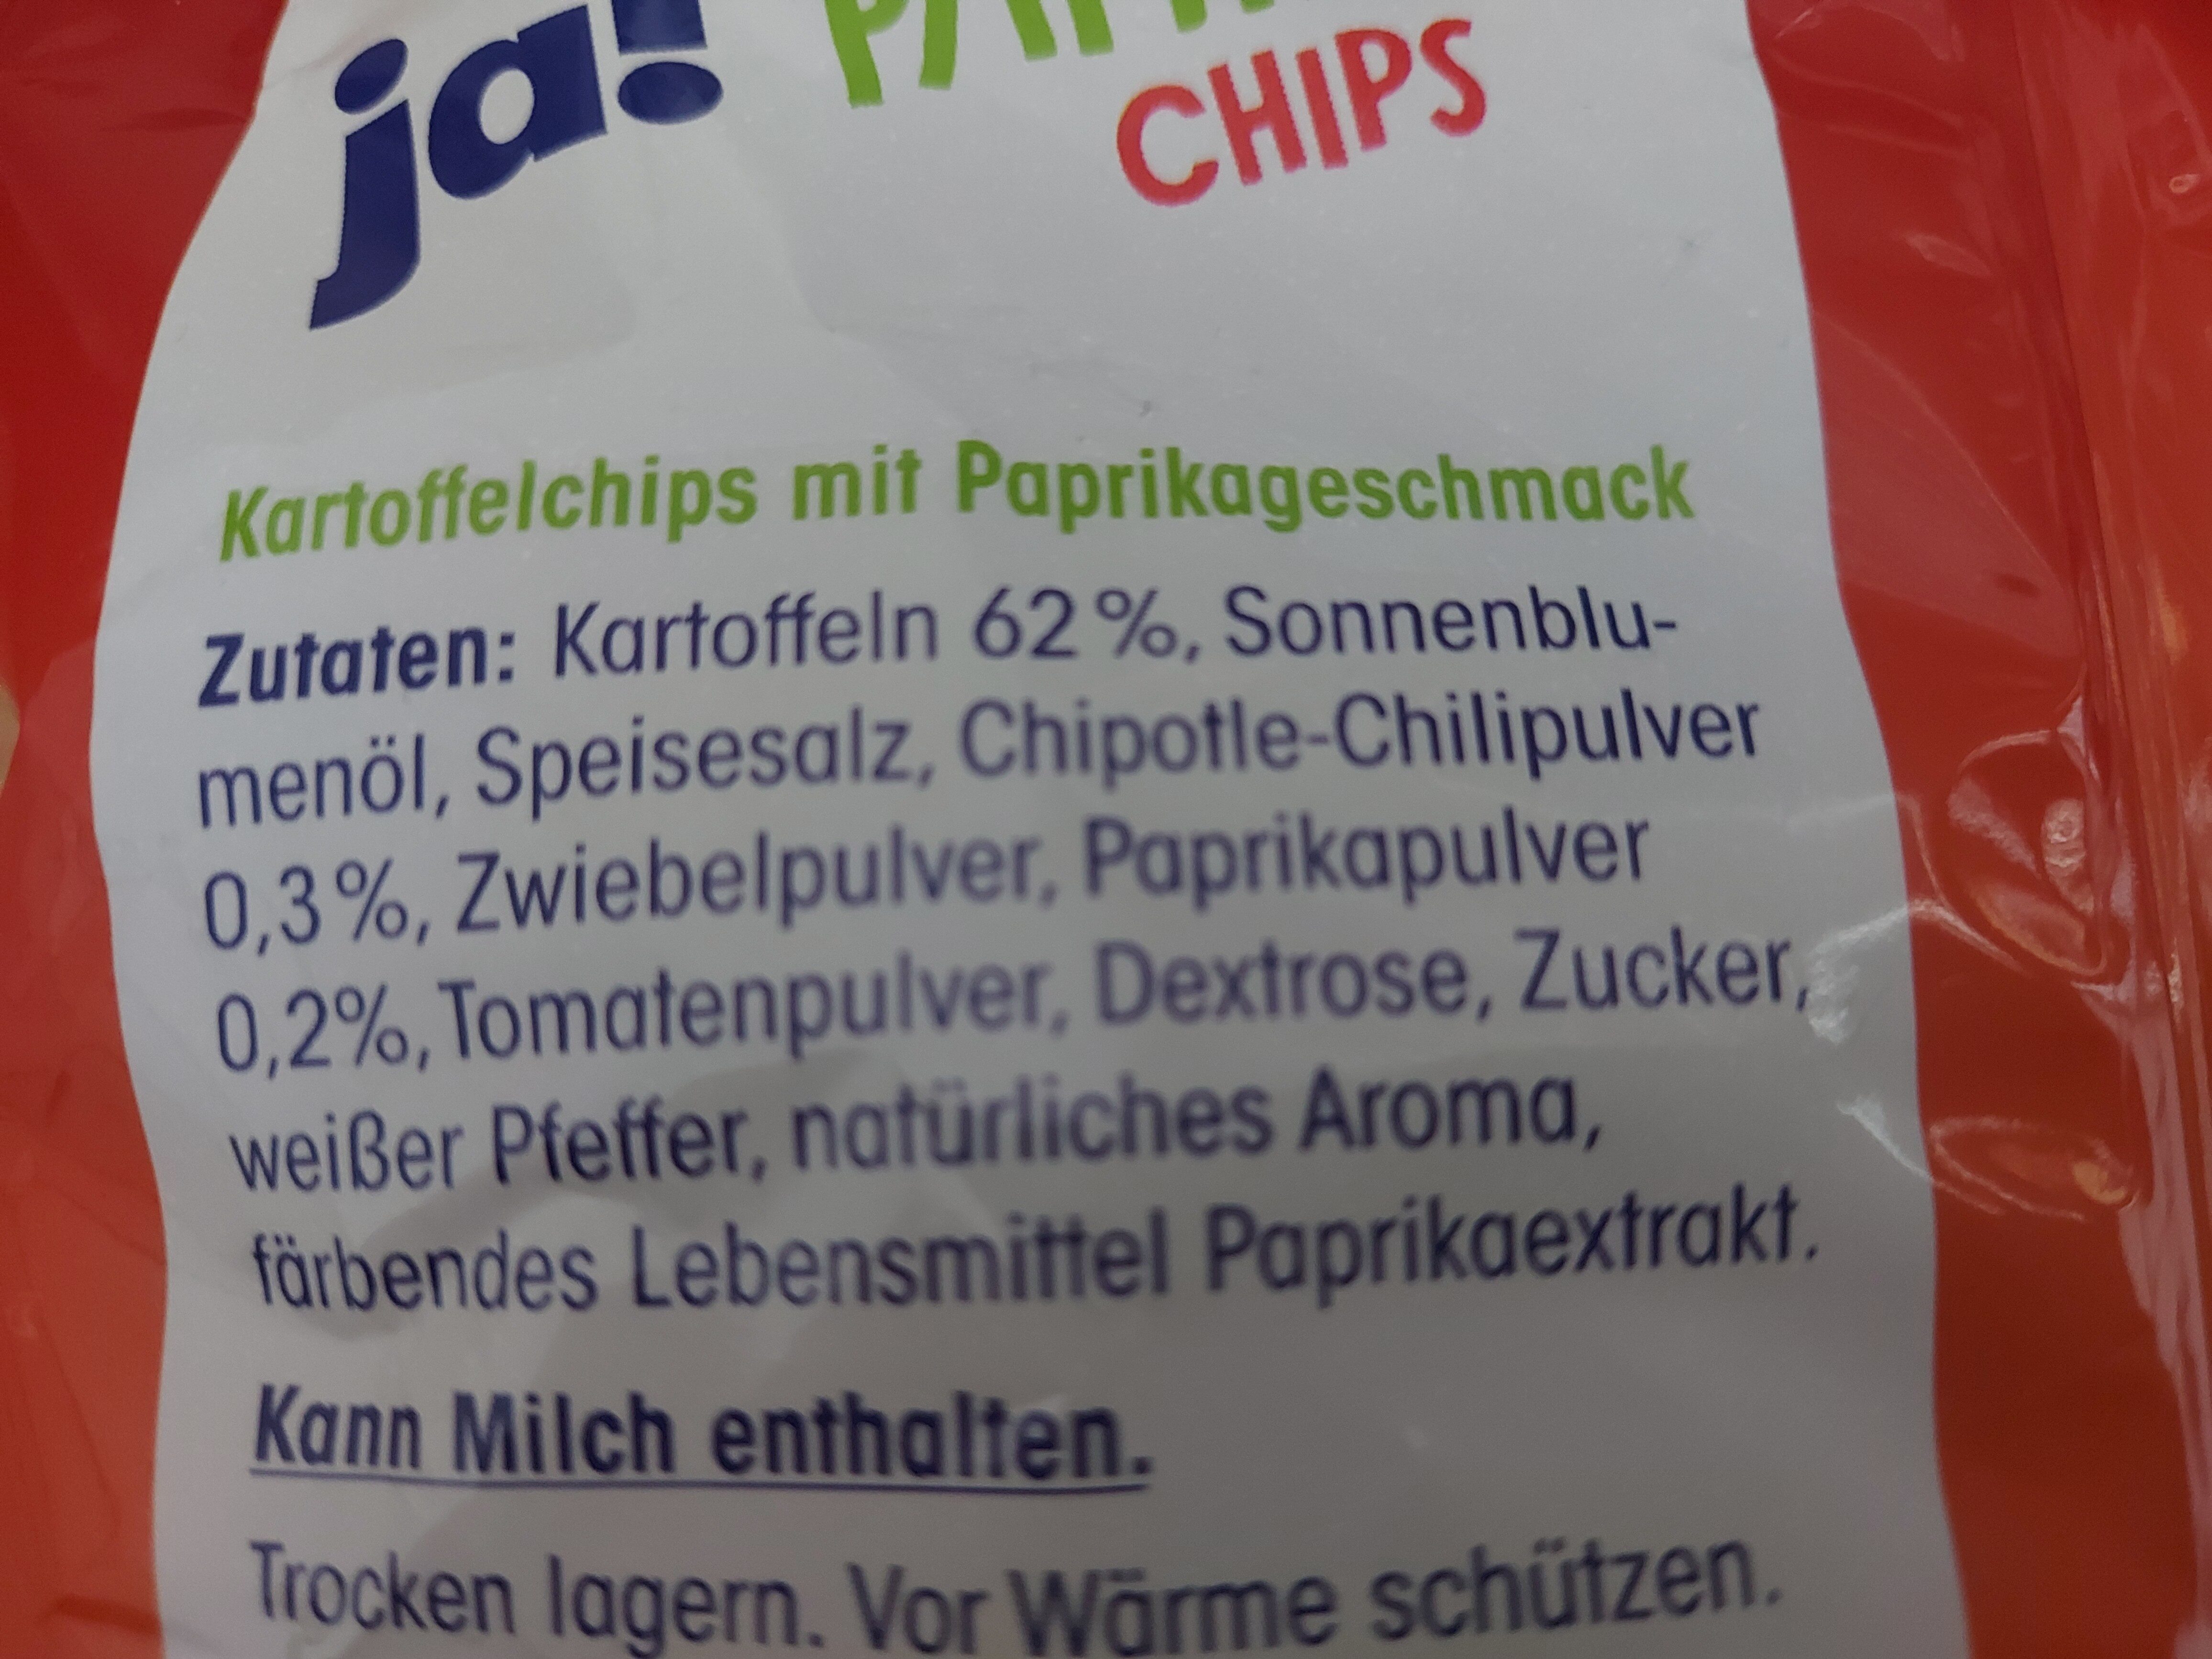 ja!
CHIPS
Kartoffelchips mit Paprikageschmack
Zutaten: Kartoffeln 62 %, Sonnenblu-
menöl, Speisesalz, Chipotle-Chilipulver
0,3 %, Zwiebelpulver, Paprikapulver
0,2%, Tomatenpulver, Dextrose, Zucker,
weißer Pfeffer, natürliches Aroma,
färbendes Lebensmittel Paprikaextrakt.
Kann Milch enthalten.
Trocken lagern. Vor Wärme schützen.